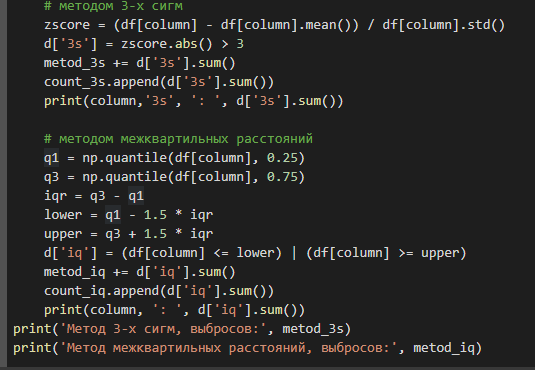 # методом 3-х сигм
zscore = (df[column] - df[column].mean()) / df[column].std()
d['3s'] = zscore.abs() > 3
metod_3s += d['3s'].sum()
count_3s.append(d['3s'].sum())
print(column,'3s', ': ', d['3s'].sum())
# методом межквартильных расстояний
q1 = np.quantile(df[column], 0.25)
q3 = np.quantile(df[column], 0.75)
iqr = q3 - q1
lower = q1 - 1.5 * iqr
upper = q3 + 1.5 * iqr
d['iq'] = (df[column] <= lower) | (df[column] >= upper)
metod_iq += d['iq'].sum()
count_iq.append(d['iq'].sum())
print(column, ': ', d['iq'].sum())
print('Метод 3-х сигм, выбросов:', metod_3s)
print('Метод межквартильных расстояний, выбросов:', metod_iq)